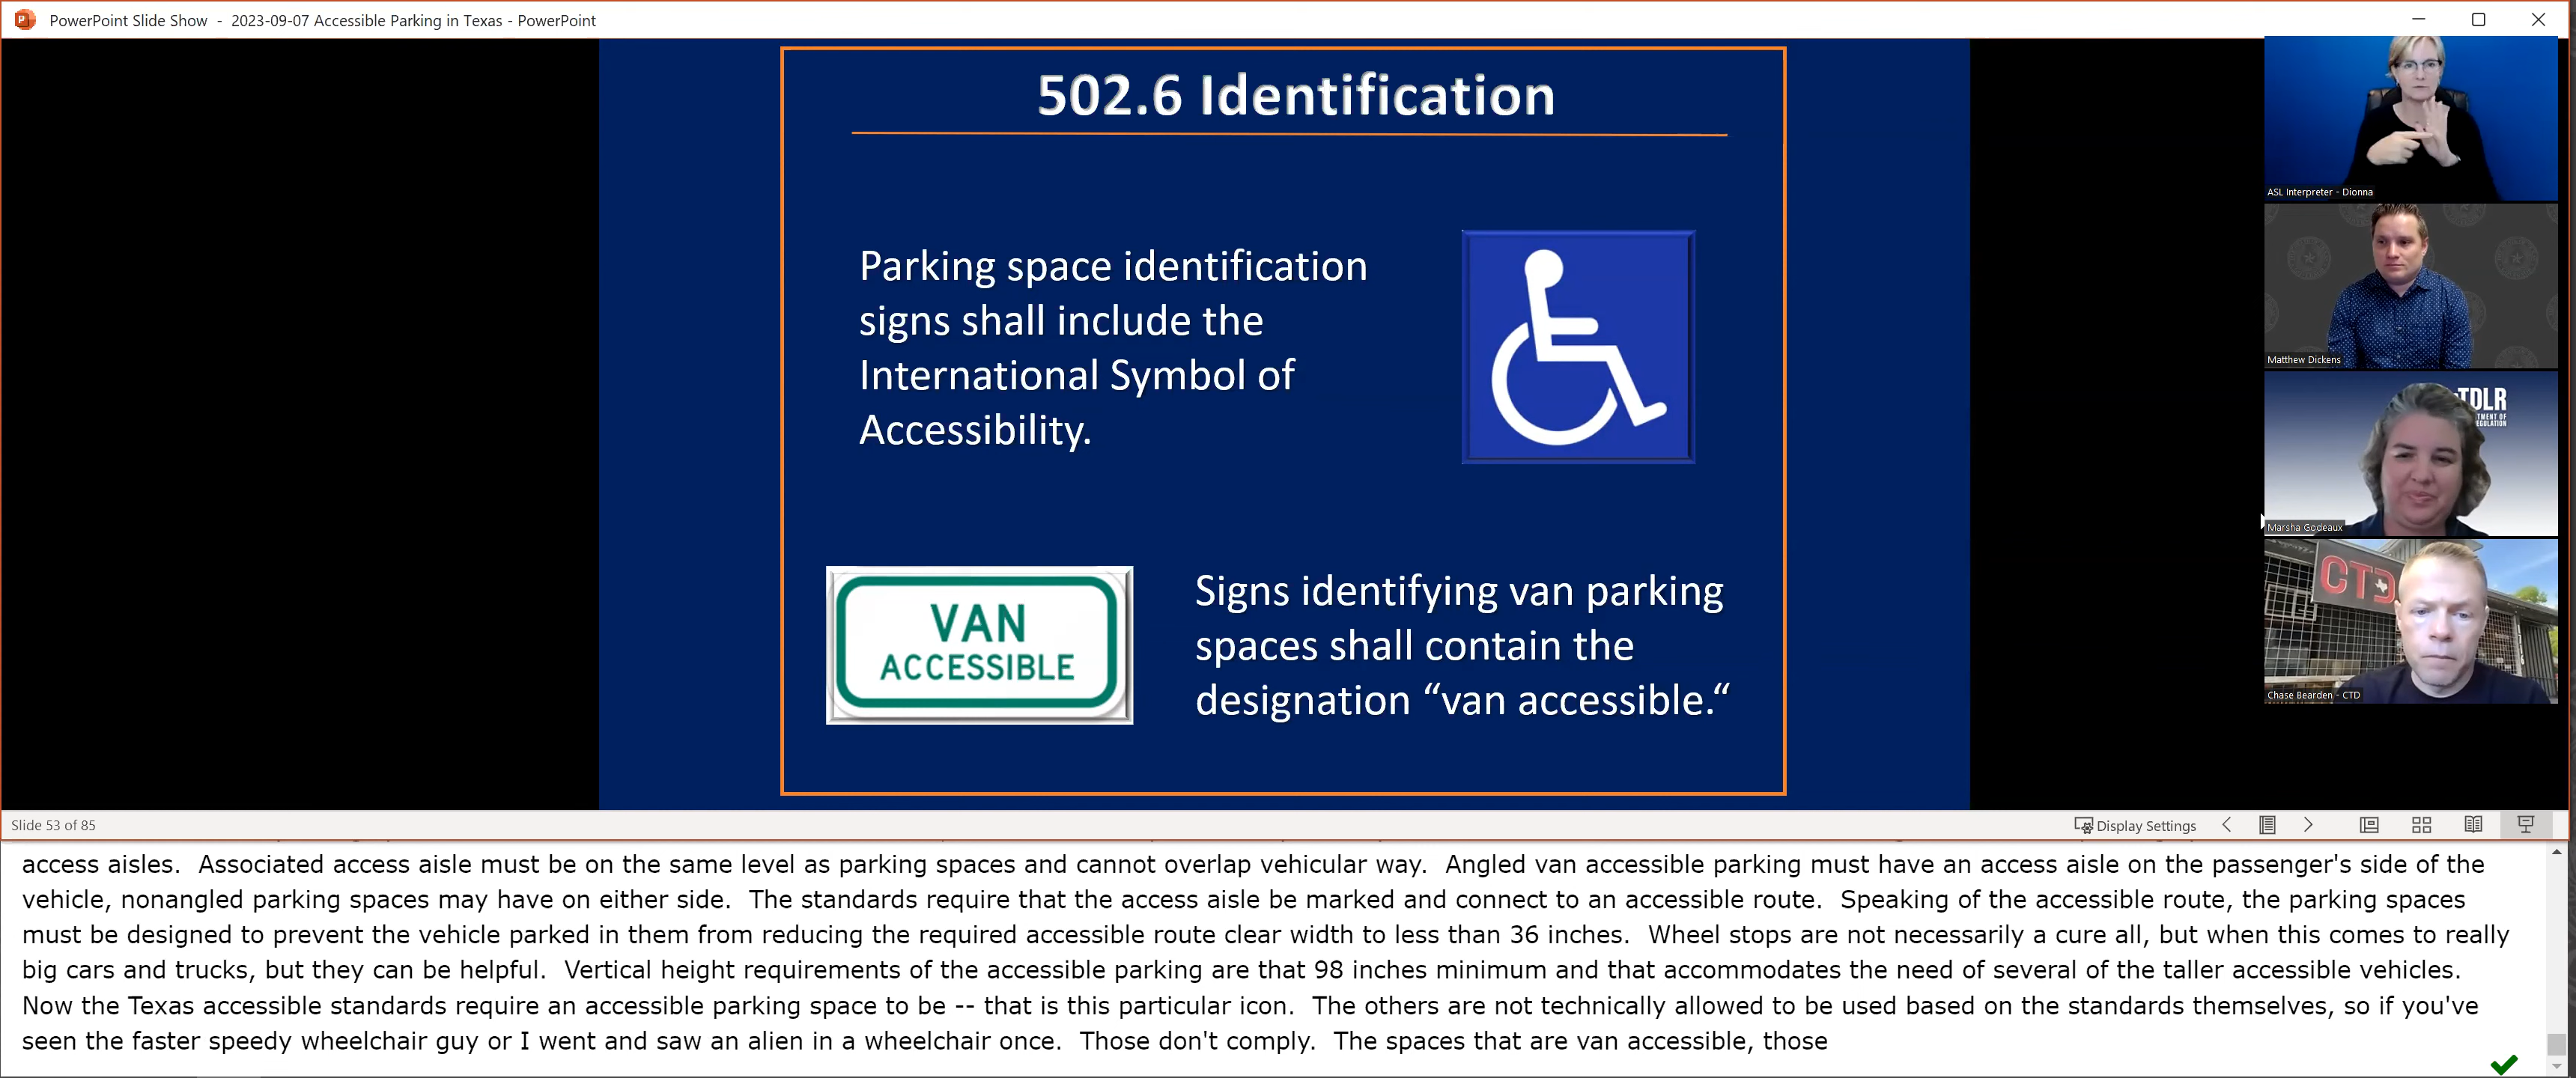 PowerPoint Slide Show - 2023-09-07 Accessible Parking in Texas - PowerPoint
502.6 Identification
Parking space identification
signs shall include the
International Symbol of
Accessibility.
VAN
ACCESSIBLE
Signs identifying van parking
spaces shall contain the
designation “van accessible.“
ASL Interpreter - Dionna
Matthew Dickens
TDLR
TMENT OF
EGULATION
Marsha Godeaux
CTD
Chase Bearden - CTD
Slide 53 of 85
Display Settings
access aisles.  Associated access aisle must be on the same level as parking spaces and cannot overlap vehicular way.  Angled van accessible parking must have an access aisle on the passenger's side of the
vehicle, nonangled parking spaces may have on either side.  The standards require that the access aisle be marked and connect to an accessible route.  Speaking of the accessible route, the parking spaces
must be designed to prevent the vehicle parked in them from reducing the required accessible route clear width to less than 36 inches.  Wheel stops are not necessarily a cure all, but when this comes to really
big cars and trucks, but they can be helpful.  Vertical height requirements of the accessible parking are that 98 inches minimum and that accommodates the need of several of the taller accessible vehicles.
Now the Texas accessible standards require an accessible parking space to be -- that is this particular icon.  The others are not technically allowed to be used based on the standards themselves, so if you've
seen the faster speedy wheelchair guy or I went and saw an alien in a wheelchair once.  Those don't comply.  The spaces that are van accessible, those